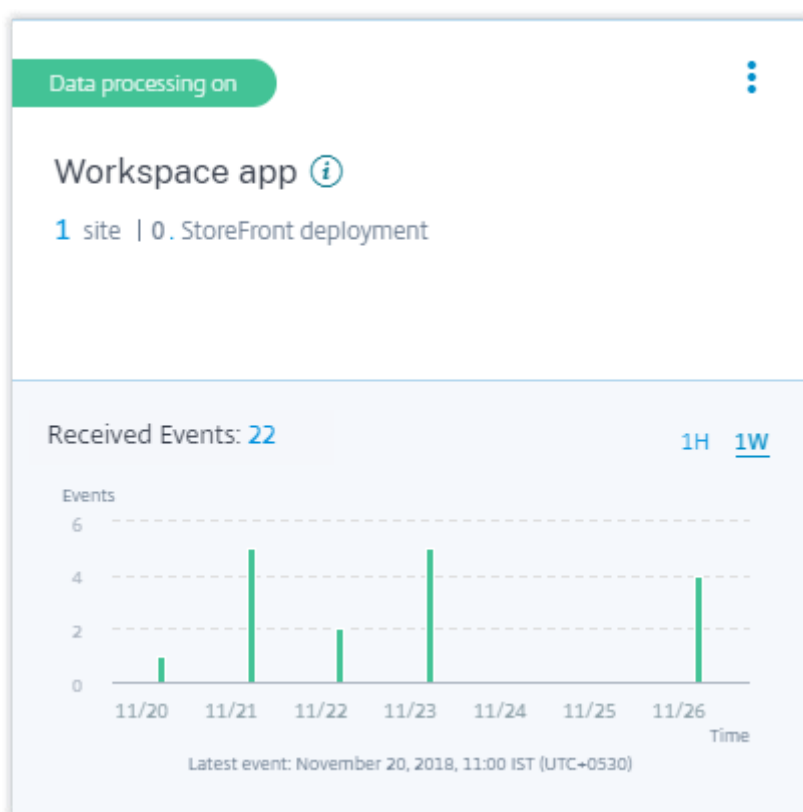 Data processing on
Workspace app i
1 site | 0. StoreFront deployment
Received Events: 22
1H 1W
Events
6
4
2
0
11/20 11/21 11/22 11/23 11/24 11/25 11/26
Time
Latest event: November 20, 2018, 11:00 IST (UTC+0530)